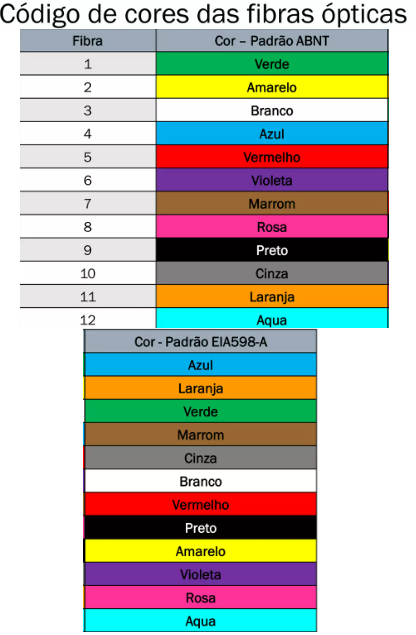 Código de cores das fibras ópticas
Fibra Cor – Padrão ABNT
1 Verde
2 Amarelo
3 Branco
4 Azul
5 Vermelho
6 Violeta
7 Marrom
8 Rosa
9 Preto
10 Cinza
11 Laranja
12 Aqua
Cor - Padrão EIA598-A
Azul
Laranja
Verde
Marrom
Cinza
Branco
Vermelho
Preto
Amarelo
Violeta
Rosa
Aqua